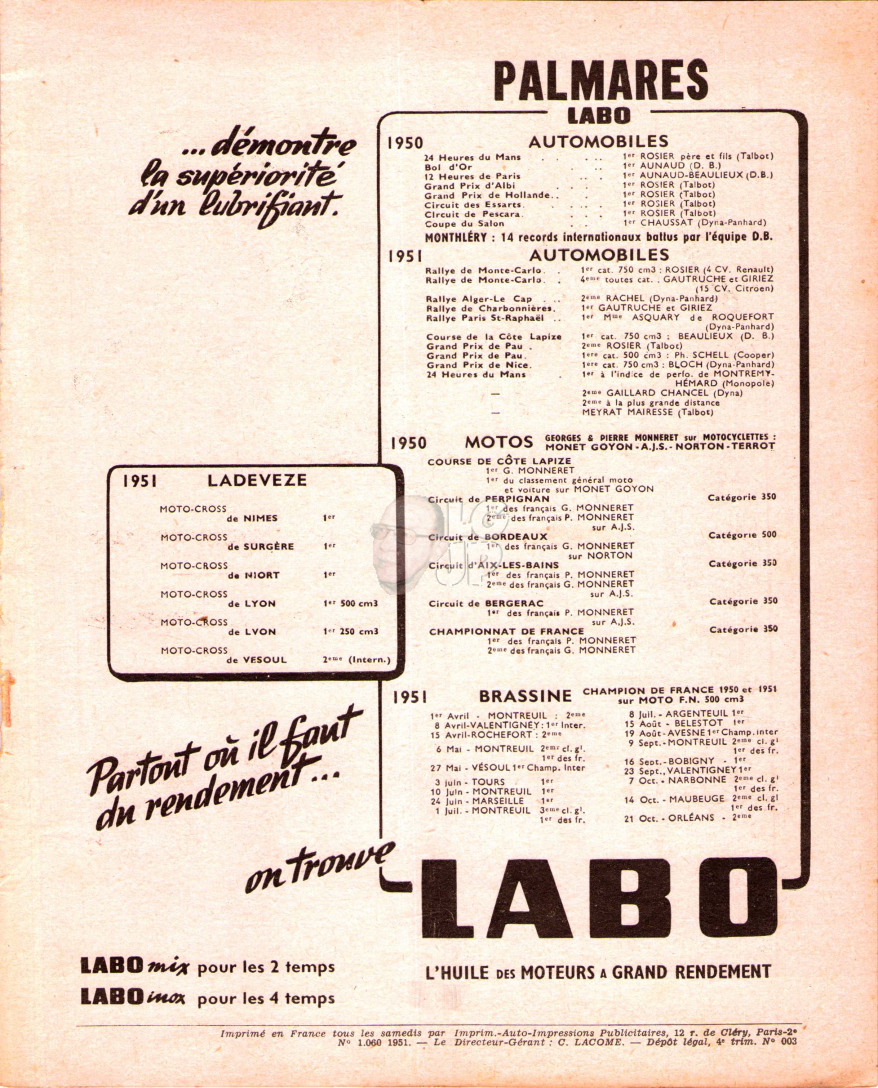 PALMARES
LABO
...démontre
la supériorité
d'un lubrifiant.
1950 AUTOMOBILES
24 Heures du Mans . . . . 1er ROSIER père et fils (Talbot)
Bol d'Or . .. 1er AUNAUD (D. B.)
12 Heures de Paris .. . 1er AUNAUD-BEAULIEUX (D.B.)
Grand Prix d'Albi . . . 1er ROSIER (Talbot)
Grand Prix de Hollande. . . . 1er ROSIER (Talbot)
Circuit des Essarts. . . . 1er ROSIER (Talbot)
Circuit de Pescara. . . 1er ROSIER (Talbot)
Coupe du Salon . . 1er CHAUSSAT (Dyna-Panhard)
MONTHLÉRY : 14 records internationaux battus par l'équipe D.B.
1951 AUTOMOBILES
Rallye de Monte-Carlo. . 1er cat. 750 cm3 : ROSIER (4 CV. Renault)
Rallye de Monte-Carlo. . 4eme toutes cat. . GAUTRUCHE et GIRIEZ
(15 CV. Citroen)
Rallye Alger-Le Cap . .. 2eme RACHEL (Dyna-Panhard)
Rallye de Charbonnières. . 1er GAUTRUCHE et GIRIEZ
Rallye Paris St-Raphaël .. 1er Mme ASQUARY de ROQUEFORT
(Dyna-Panhard)
Course de la Côte Lapize 1er cat. 750 cm3 ; BEAULIEUX (D. B.)
Grand Prix de Pau . 2eme ROSIER (Talbot)
Grand Prix de Pau. 1ere cat. 500 cm3 : Ph. SCHELL (Cooper)
Grand Prix de Nice. 1ere cat. 750 cm3 : BLOCH (Dyna-Panhard)
24 Heures du Mans . 1er à l'indice de perfo. de MONTREMY-
HÉMARD (Monopole)
— 2eme GAILLARD CHANCEL (Dyna)
2eme à la plus grande distance
— MEYRAT MAIRESSE (Talbot)
1950 MOTOS GEORGES & PIERRE MONNERET sur MOTOCYCLETTES :
MONET GOYON - A.J.S. - NORTON - TERROT
COURSE DE CÔTE LAPIZE
1er G. MONNERET
1er du classement général moto
et voiture sur MONET GOYON
Circuit de PERPIGNAN Catégorie 350
1er des français G. MONNERET
2eme des français P. MONNERET
sur A.J.S.
Circuit de BORDEAUX Catégorie 500
1er des français G. MONNERET
sur NORTON
Circuit d'AIX-LES-BAINS Catégorie 350
1er des français P. MONNERET
2eme des français G. MONNERET
sur A.J.S.
Circuit de BERGERAC Catégorie 350
1er des français P. MONNERET
sur A.J.S.
CHAMPIONNAT DE FRANCE Catégorie 350
1er des français P. MONNERET
2eme des français G. MONNERET
1951 LADEVEZE
MOTO-CROSS
de NIMES 1er
MOTO-CROSS
de SURGÈRE 1er
MOTO-CROSS
de NIORT 1er
MOTO-CROSS
de LYON 1er 500 cm3
MOTO-CROSS
de LVON 1er 250 cm3
MOTO-CROSS
de VESOUL 2eme (Intern.)
LE LOUP
1951 BRASSINE CHAMPION DE FRANCE 1950 et 1951
sur MOTO F.N. 500 cm3
1er Avril - MONTREUIL : 2eme
8 Avril-VALENTIGNEY : 1er Inter.
15 Avril-ROCHEFORT : 2eme
6 Mai - MONTREUIL 2eme cl. gl.
1er des fr.
27 Mai - VÉSOUL 1er Champ. Inter
3 Juin - TOURS 1er
10 Juin - MONTREUIL 1er
24 Juin - MARSEILLE 1er
1 Juil. - MONTREUIL 3eme cl. gl
1er des fr.
8 Juil. - ARGENTEUIL 1er
15 Août - BELESTOT 1er
19 Août - AVESNE 1er Champ. inter
9 Sept.-MONTREUIL 2eme cl. gl
1er des fr.
16 Sept.-BOBIGNY - 1er
23 Sept., VALENTIGNEY 1er
7 Oct. - NARBONNE 2eme cl. gl
1er des fr.
14 Oct. - MAUBEUGE 2eme cl. gl
1er des fr.
21 Oct. - ORLÉANS - 2eme
Partout où il faut
du rendement...
on trouve
LABO
L'HUILE DES MOTEURS A GRAND RENDEMENT
LABO mix pour les 2 temps
LABO inox pour les 4 temps
Imprimé en France tous les samedis par Imprim.-Auto-Impressions Publicitaires, 12 r. de Cléry, Paris-2e
No 1.060 1951. — Le Directeur-Gérant : C. LACOME. — Dépôt légal, 4e trim. No 003